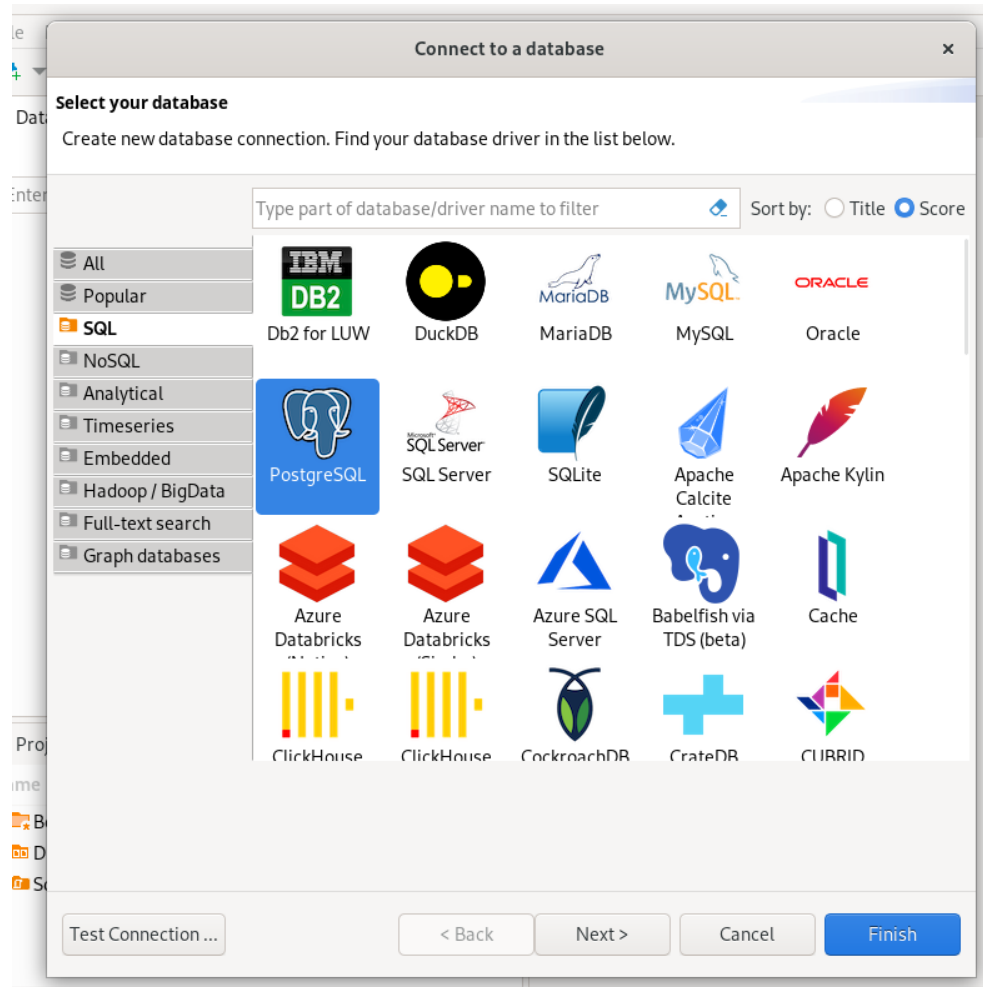 Connect to a database
Select your database
Create new database connection. Find your database driver in the list below.
Type part of database/driver name to filter
Sort by: Title Score
All
Popular
SQL
NoSQL
Analytical
Timeseries
Embedded
Hadoop / BigData
Full-text search
Graph databases
IBM
DB2
MariaDB
MySQL
ORACLE
Db2 for LUW DuckDB MariaDB MySQL Oracle
Microsoft
SQL Server
PostgreSQL SQL Server SQLite Apache Calcite Apache Kylin
Azure Databricks Azure Databricks Azure SQL Server Babelfish via TDS (beta) Cache
ClickHouse ClickHouse CockroachDB CrateDB CUBRID
Test Connection ... < Back Next > Cancel Finish